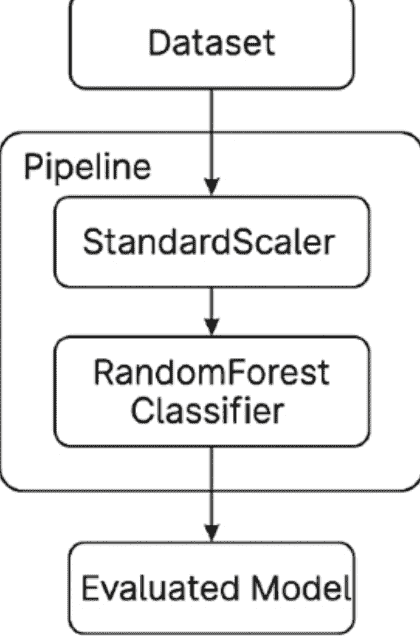 Dataset
Pipeline
StandardScaler
RandomForest
Classifier
Evaluated Model